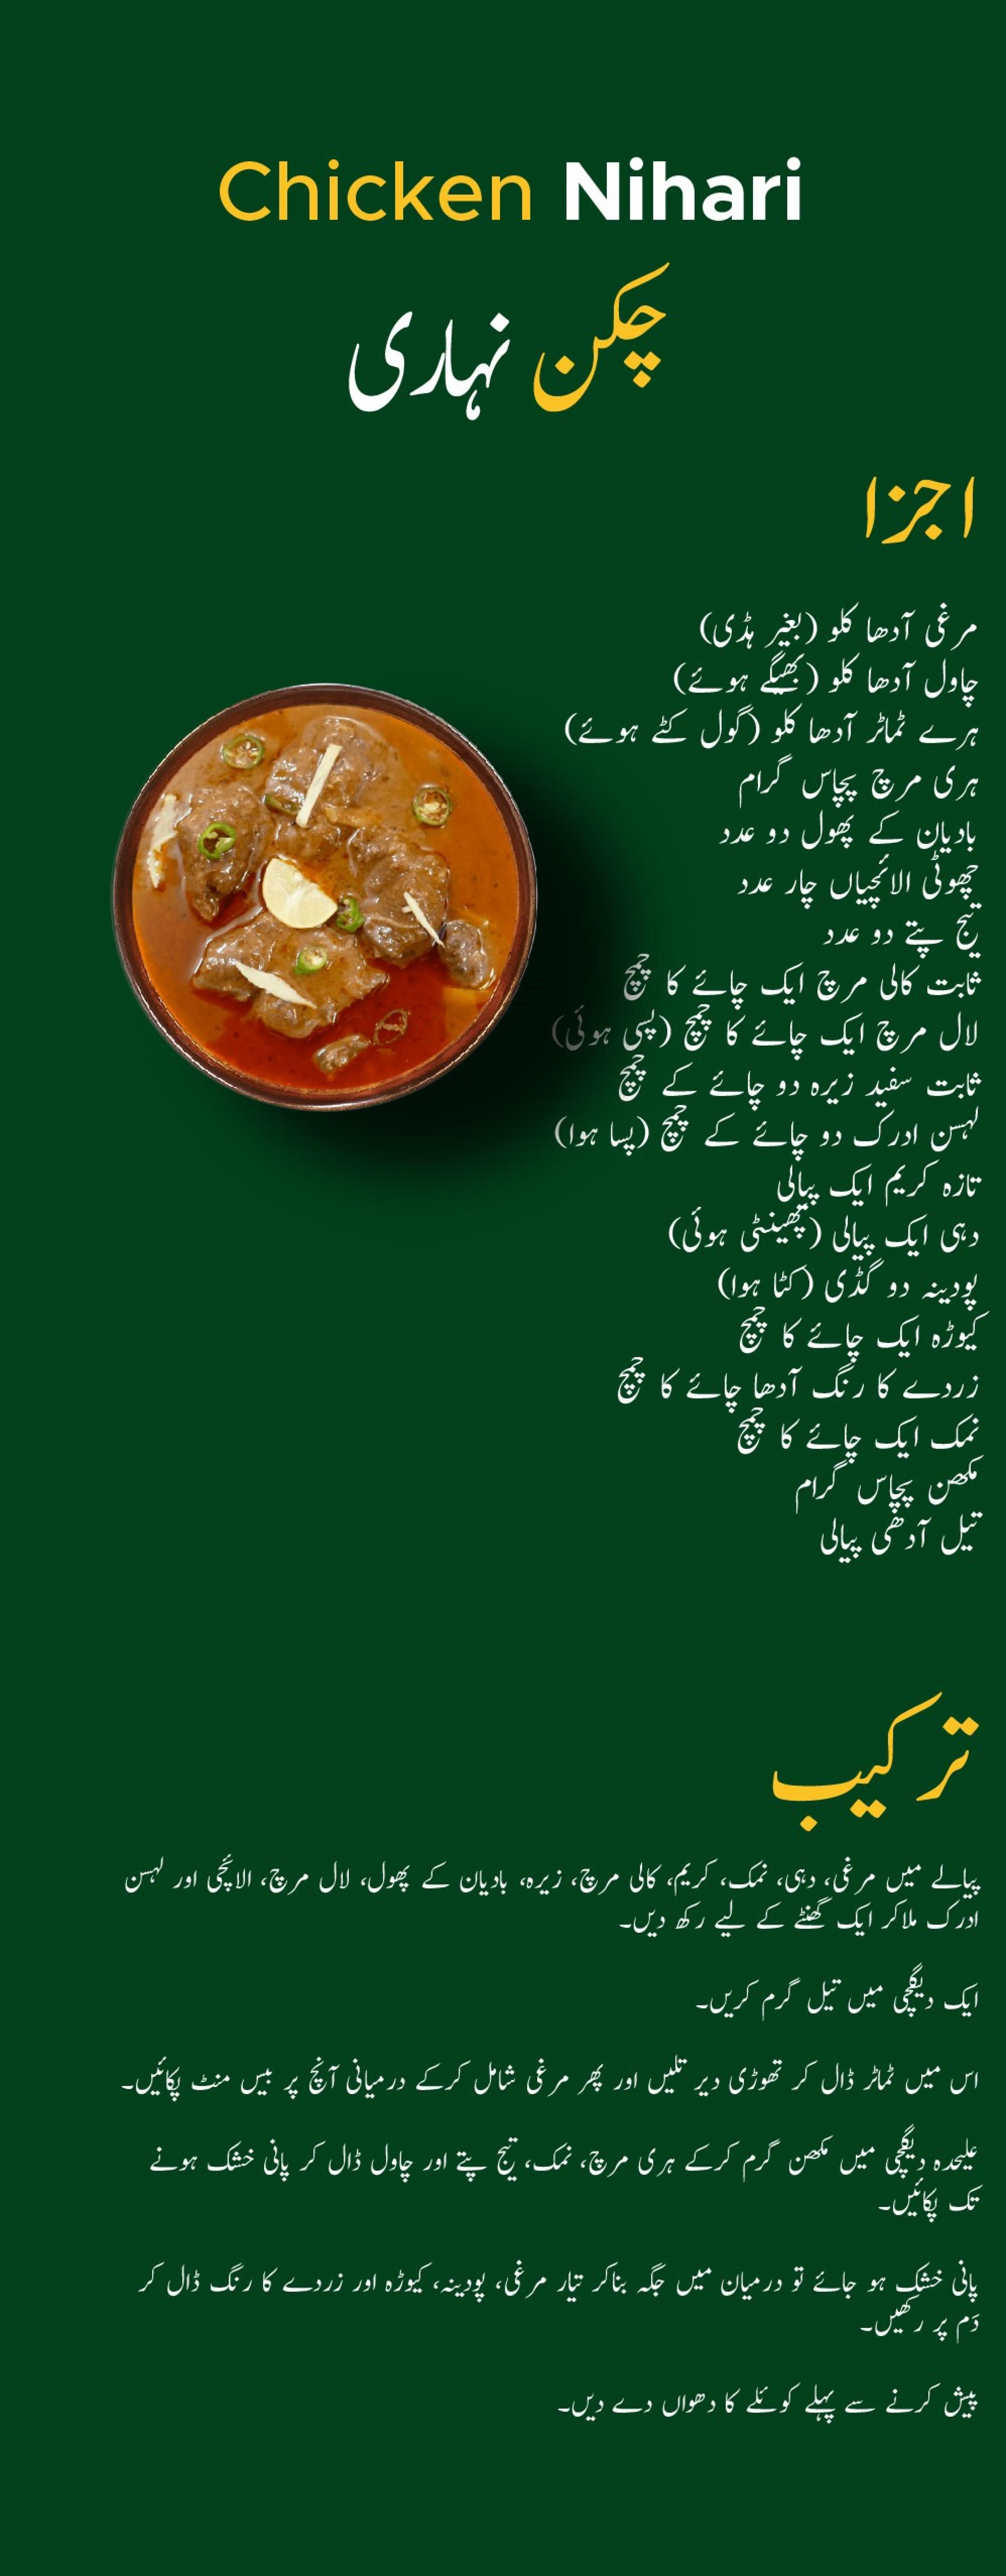 Chicken Nihari
چکن نہاری
اجزا
مرغی آدھا کلو (بغیر ہڈی)
چاول آدھا کلو (بھیگے ہوئے)
ہرے ٹماٹر آدھا کلو (گول کٹے ہوئے)
ہری مرچ پچاس گرام
بادیان کے پھول دو عدد
چھوٹی الائچیاں چار عدد
تیج پتے دو عدد
ثابت کالی مرچ ایک چائے کا چمچ
لال مرچ ایک چائے کا چمچ (پسی ہوئی)
ثابت سفید زیرہ دو چائے کے چمچ
لہسن ادرک دو چائے کے چمچ (پسا ہوا)
تازہ کریم ایک پیالی
دہی ایک پیالی (پھینٹی ہوئی)
پودینہ دو گڈی (کٹا ہوا)
کیوڑہ ایک چائے کا چمچ
زردے کا رنگ آدھا چائے کا چمچ
نمک ایک چائے کا چمچ
مکھن پچاس گرام
تیل آدھی پیالی
ترکیب
پیالے میں مرغی، دہی، نمک، کریم، کالی مرچ، زیرہ، بادیان کے پھول، لال مرچ، الائچی اور لہسن
ادرک ملاکر ایک گھنٹے کے لیے رکھ دیں۔
ایک دیگچی میں تیل گرم کریں۔
اس میں ٹماٹر ڈال کر تھوڑی دیر تلیں اور پھر مرغی شامل کرکے درمیانی آنچ پر بیس منٹ پکائیں۔
علیحدہ دیگچی میں مکھن گرم کرکے ہری مرچ، نمک، تیج پتے اور چاول ڈال کر پانی خشک ہونے
تک پکائیں۔
پانی خشک ہو جائے تو درمیان میں جگہ بناکر تیار مرغی، پودینہ، کیوڑہ اور زردے کا رنگ ڈال کر
دَم پر رکھیں۔
پیش کرنے سے پہلے کوئلے کا دھواں دے دیں۔